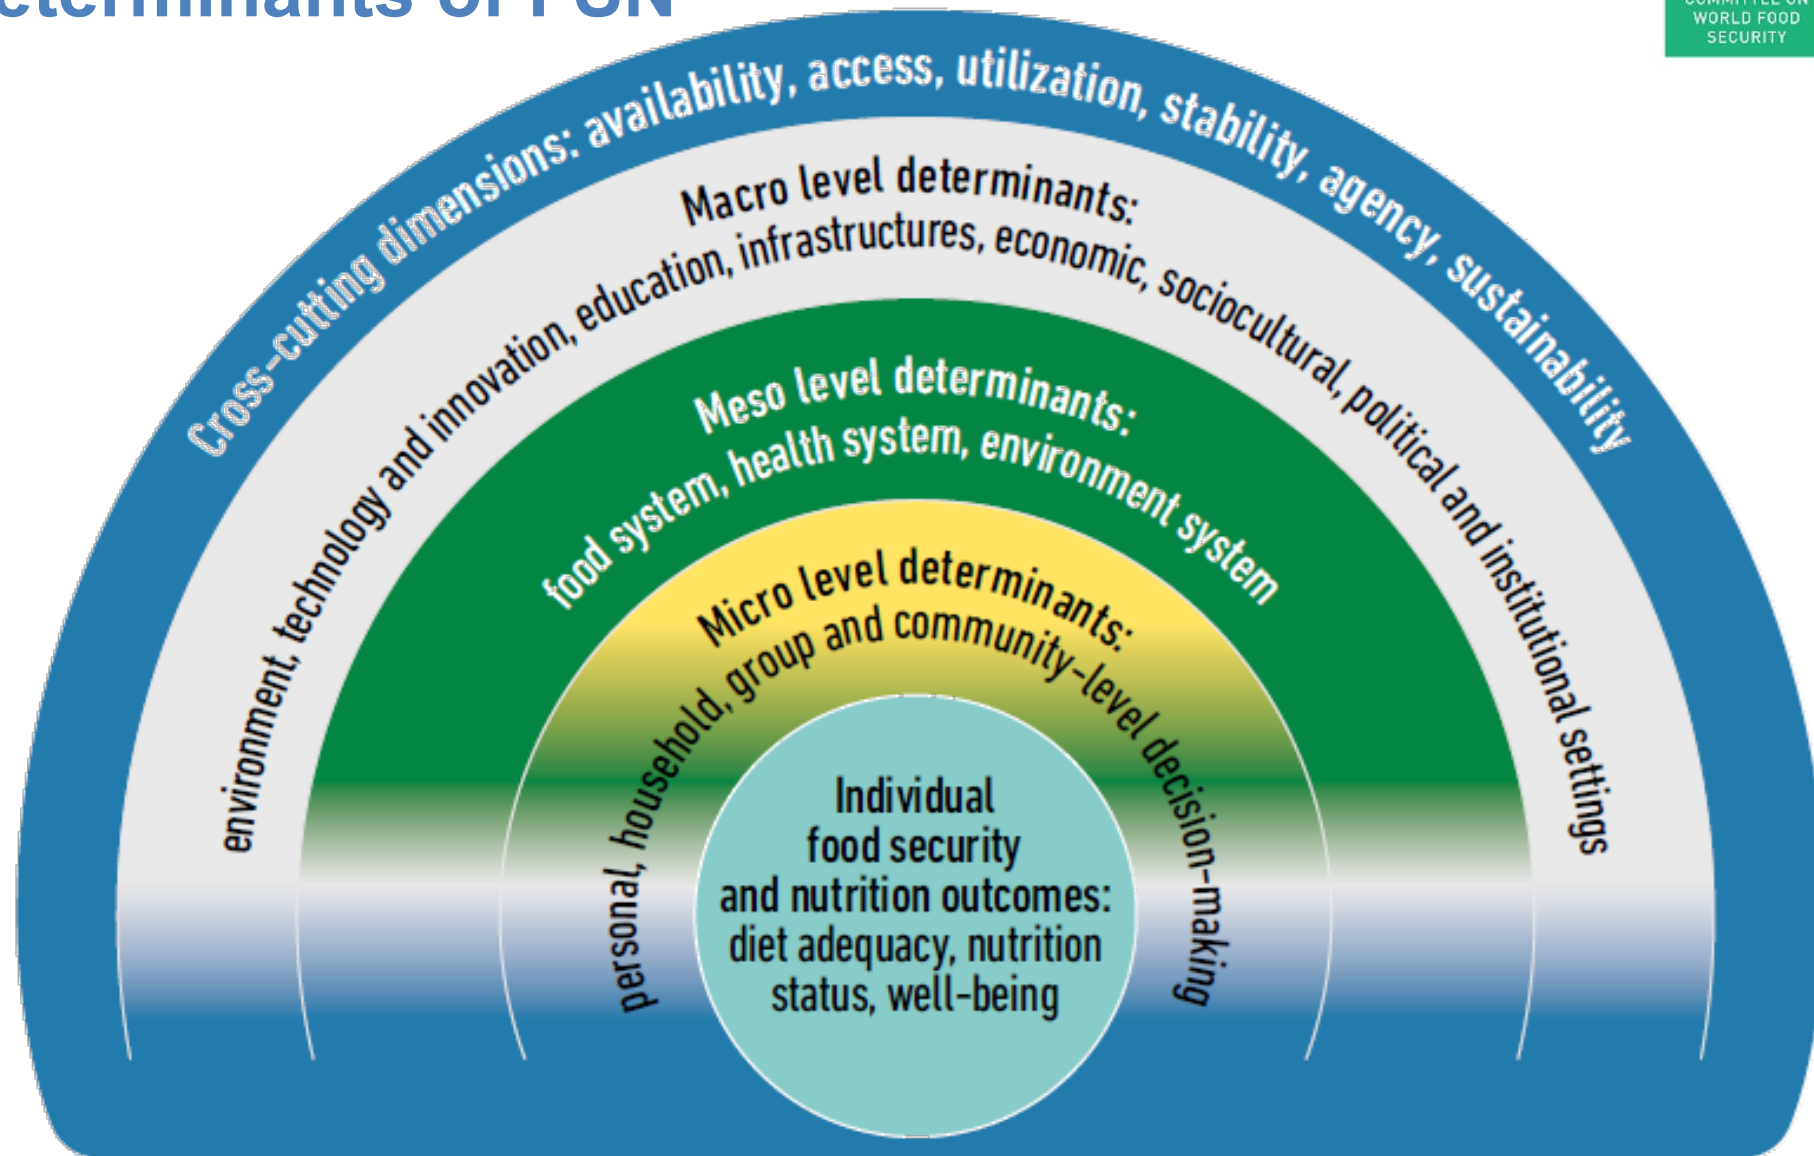 eterminants of FSN
COMMITTEE ON
WORLD FOOD
SECURITY
Cross-cutting dimensions: availability, access, utilization, stability, agency, sustainability
Macro level determinants:
environment, technology and innovation, education, infrastructures, economic, sociocultural, political and institutional settings
Meso level determinants:
food system, health system, environment system
Micro level determinants:
personal, household, group and community-level decision-making
Individual
food security
and nutrition outcomes:
diet adequacy, nutrition
status, well-being